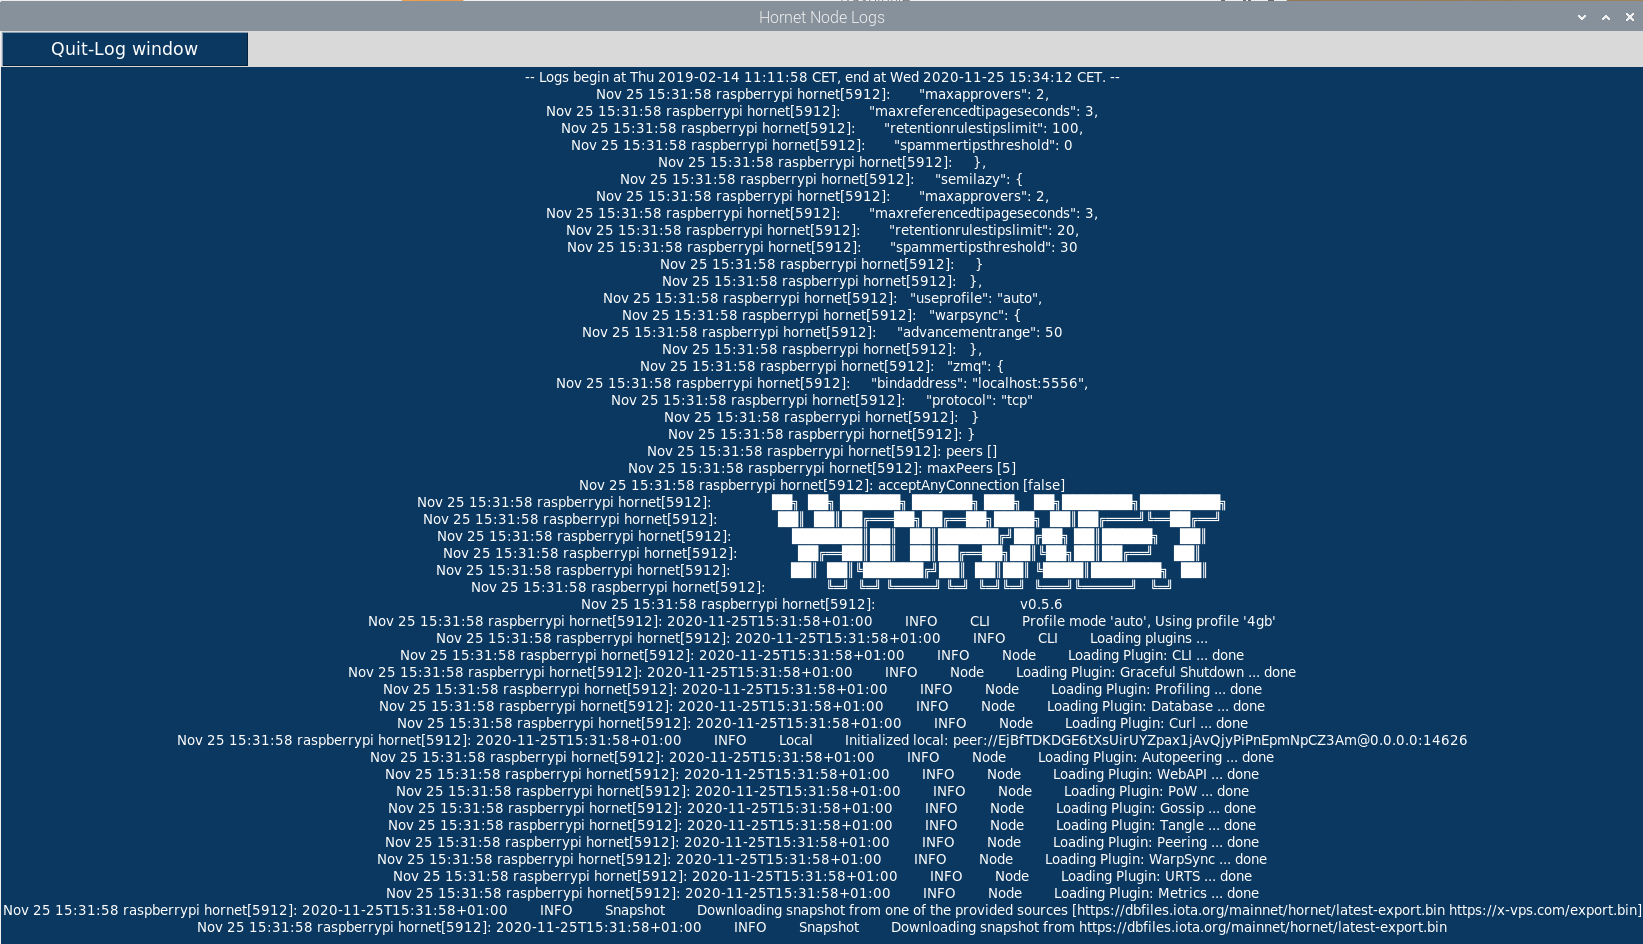 Hornet Node Logs
Quit-Log window
-- Logs begin at Thu 2019-02-14 11:11:58 CET, end at Wed 2020-11-25 15:34:12 CET. --
Nov 25 15:31:58 raspberrypi hornet[5912]: "maxapprovers": 2,
Nov 25 15:31:58 raspberrypi hornet[5912]: "maxreferencedtipageseconds": 3,
Nov 25 15:31:58 raspberrypi hornet[5912]: "retentionrulestipslimit": 100,
Nov 25 15:31:58 raspberrypi hornet[5912]: "spammertipsthreshold": 0
Nov 25 15:31:58 raspberrypi hornet[5912]: },
Nov 25 15:31:58 raspberrypi hornet[5912]: "semilazy": {
Nov 25 15:31:58 raspberrypi hornet[5912]: "maxapprovers": 2,
Nov 25 15:31:58 raspberrypi hornet[5912]: "maxreferencedtipageseconds": 3,
Nov 25 15:31:58 raspberrypi hornet[5912]: "retentionrulestipslimit": 20,
Nov 25 15:31:58 raspberrypi hornet[5912]: "spammertipsthreshold": 30
Nov 25 15:31:58 raspberrypi hornet[5912]: }
Nov 25 15:31:58 raspberrypi hornet[5912]: },
Nov 25 15:31:58 raspberrypi hornet[5912]: "useprofile": "auto",
Nov 25 15:31:58 raspberrypi hornet[5912]: "warpsync": {
Nov 25 15:31:58 raspberrypi hornet[5912]: "advancementrange": 50
Nov 25 15:31:58 raspberrypi hornet[5912]: },
Nov 25 15:31:58 raspberrypi hornet[5912]: "zmq": {
Nov 25 15:31:58 raspberrypi hornet[5912]: "bindaddress": "localhost:5556",
Nov 25 15:31:58 raspberrypi hornet[5912]: "protocol": "tcp"
Nov 25 15:31:58 raspberrypi hornet[5912]: }
Nov 25 15:31:58 raspberrypi hornet[5912]: }
Nov 25 15:31:58 raspberrypi hornet[5912]: peers []
Nov 25 15:31:58 raspberrypi hornet[5912]: maxPeers [5]
Nov 25 15:31:58 raspberrypi hornet[5912]: acceptAnyConnection [false]
Nov 25 15:31:58 raspberrypi hornet[5912]:
Nov 25 15:31:58 raspberrypi hornet[5912]:
Nov 25 15:31:58 raspberrypi hornet[5912]:
Nov 25 15:31:58 raspberrypi hornet[5912]:
Nov 25 15:31:58 raspberrypi hornet[5912]:
Nov 25 15:31:58 raspberrypi hornet[5912]:
Nov 25 15:31:58 raspberrypi hornet[5912]: v0.5.6
Nov 25 15:31:58 raspberrypi hornet[5912]: 2020-11-25T15:31:58+01:00 INFO CLI Profile mode 'auto', Using profile '4gb'
Nov 25 15:31:58 raspberrypi hornet[5912]: 2020-11-25T15:31:58+01:00 INFO CLI Loading plugins ...
Nov 25 15:31:58 raspberrypi hornet[5912]: 2020-11-25T15:31:58+01:00 INFO Node Loading Plugin: CLI ... done
Nov 25 15:31:58 raspberrypi hornet[5912]: 2020-11-25T15:31:58+01:00 INFO Node Loading Plugin: Graceful Shutdown ... done
Nov 25 15:31:58 raspberrypi hornet[5912]: 2020-11-25T15:31:58+01:00 INFO Node Loading Plugin: Profiling ... done
Nov 25 15:31:58 raspberrypi hornet[5912]: 2020-11-25T15:31:58+01:00 INFO Node Loading Plugin: Database ... done
Nov 25 15:31:58 raspberrypi hornet[5912]: 2020-11-25T15:31:58+01:00 INFO Node Loading Plugin: Curl ... done
Nov 25 15:31:58 raspberrypi hornet[5912]: 2020-11-25T15:31:58+01:00 INFO Local Initialized local: peer://EjBfTDKDGE6tXsUirUYZpax1jAvQjyPiPnEpmNpCZ3Am@0.0.0.0:14626
Nov 25 15:31:58 raspberrypi hornet[5912]: 2020-11-25T15:31:58+01:00 INFO Node Loading Plugin: Autopeering ... done
Nov 25 15:31:58 raspberrypi hornet[5912]: 2020-11-25T15:31:58+01:00 INFO Node Loading Plugin: WebAPI ... done
Nov 25 15:31:58 raspberrypi hornet[5912]: 2020-11-25T15:31:58+01:00 INFO Node Loading Plugin: PoW ... done
Nov 25 15:31:58 raspberrypi hornet[5912]: 2020-11-25T15:31:58+01:00 INFO Node Loading Plugin: Gossip ... done
Nov 25 15:31:58 raspberrypi hornet[5912]: 2020-11-25T15:31:58+01:00 INFO Node Loading Plugin: Tangle ... done
Nov 25 15:31:58 raspberrypi hornet[5912]: 2020-11-25T15:31:58+01:00 INFO Node Loading Plugin: Peering ... done
Nov 25 15:31:58 raspberrypi hornet[5912]: 2020-11-25T15:31:58+01:00 INFO Node Loading Plugin: WarpSync ... done
Nov 25 15:31:58 raspberrypi hornet[5912]: 2020-11-25T15:31:58+01:00 INFO Node Loading Plugin: URTS ... done
Nov 25 15:31:58 raspberrypi hornet[5912]: 2020-11-25T15:31:58+01:00 INFO Node Loading Plugin: Metrics ... done
Nov 25 15:31:58 raspberrypi hornet[5912]: 2020-11-25T15:31:58+01:00 INFO Snapshot Downloading snapshot from one of the provided sources [https://dbfiles.iota.org/mainnet/hornet/latest-export.bin https://x-vps.com/export.bin]
Nov 25 15:31:58 raspberrypi hornet[5912]: 2020-11-25T15:31:58+01:00 INFO Snapshot Downloading snapshot from https://dbfiles.iota.org/mainnet/hornet/latest-export.bin